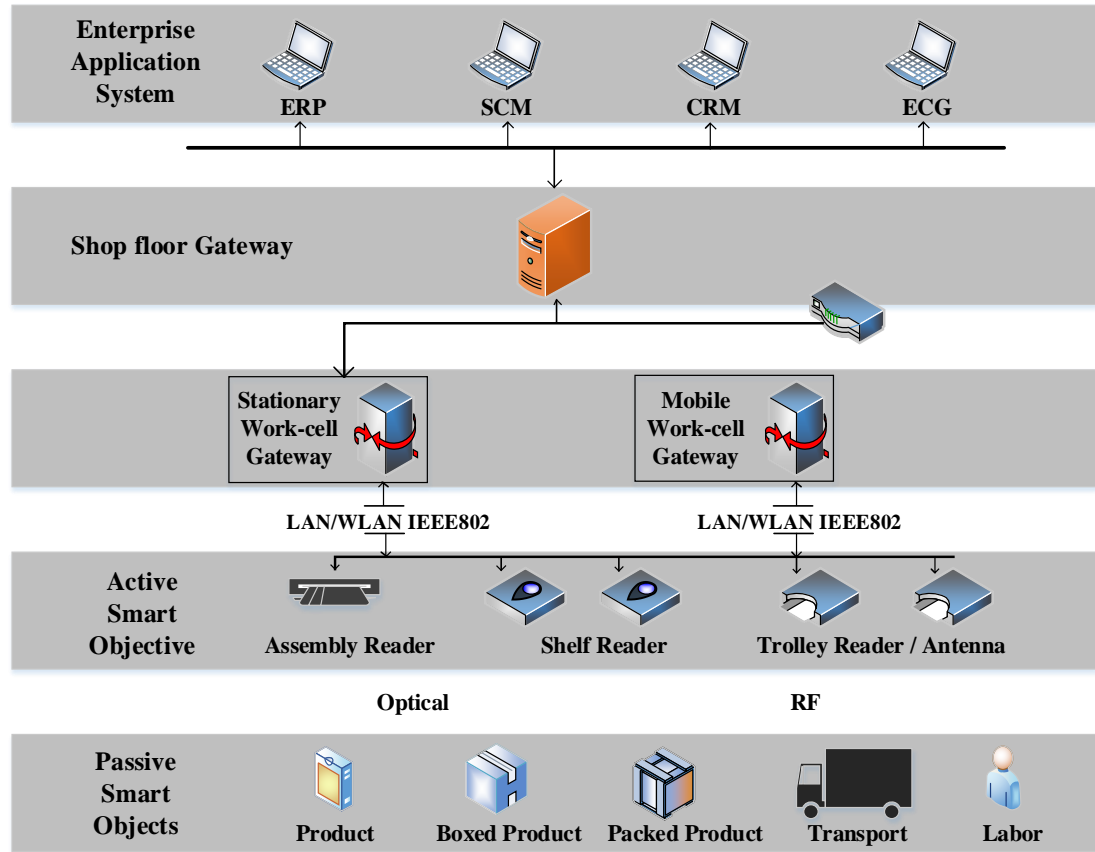 Enterprise
Application
System
ERP
SCM
CRM
ECG
Shop floor Gateway
Stationary
Work-cell
Gateway
Mobile
Work-cell
Gateway
LAN/WLAN IEEE802
LAN/WLAN IEEE802
Active
Smart
Objective
Assembly Reader
Shelf Reader
Trolley Reader / Antenna
Optical
RF
Passive
Smart
Objects
Product
Boxed Product
Packed Product
Transport
Labor